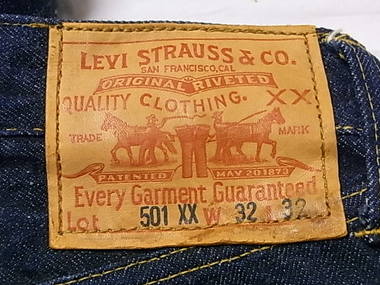 LEVI STRAUSS & CO.
SAN FRANCISCO, CAL
ORIGINAL RIVETED
QUALITY CLOTHING. XX
TRADE MARK
PATENTED MAY 20 1873
Every Garment Guaranteed
Lot 501 XX W 32 L 32